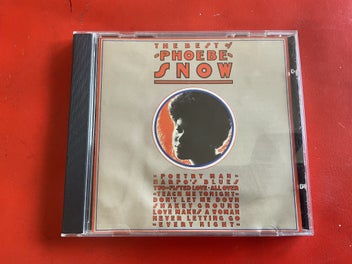 THE BEST of
PHOEBE
SNOW
POETRY MAN
HARPO'S BLUES
TWO-FISTED LOVE • ALL OVER
TEACH ME TONIGHT
DON'T LET ME DOWN
SHAKEY GROUND
LOVE MAKES A WOMAN
NEVER LETTING GO
EVERY NIGHT